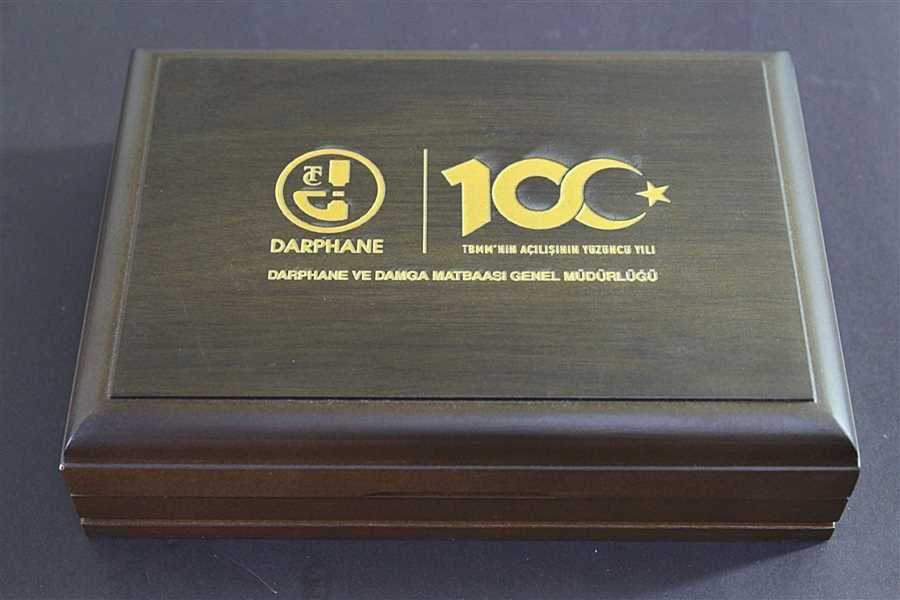 TC
DARPHANE
100
TBMM'NİN AÇILIŞININ YÜZÜNCÜ YILI
DARPHANE VE DAMGA MATBAASI GENEL MÜDÜRLÜĞÜ